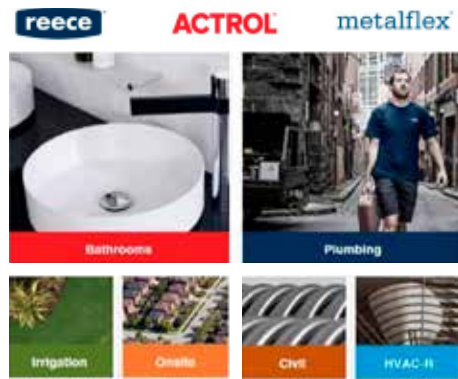 reece
ACTROL
metalflex
Bathrooms
Plumbing
Irrigation
Onsite
Civil
HVAC-R